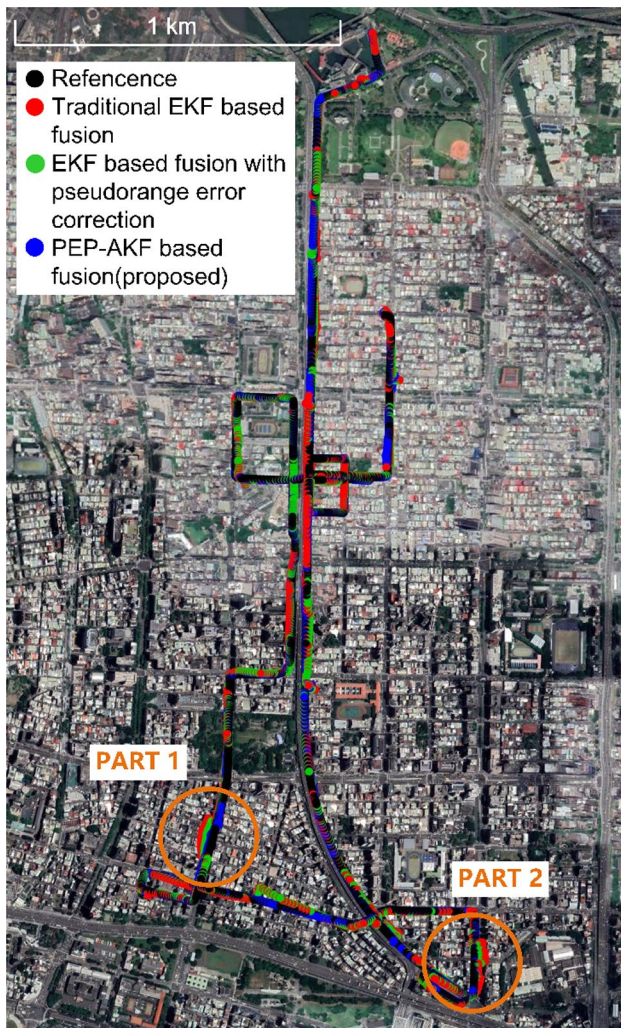 1 km
Refencence
Traditional EKF based
fusion
EKF based fusion with
pseudorange error
correction
PEP-AKF based
fusion(proposed)
PART 1
PART 2